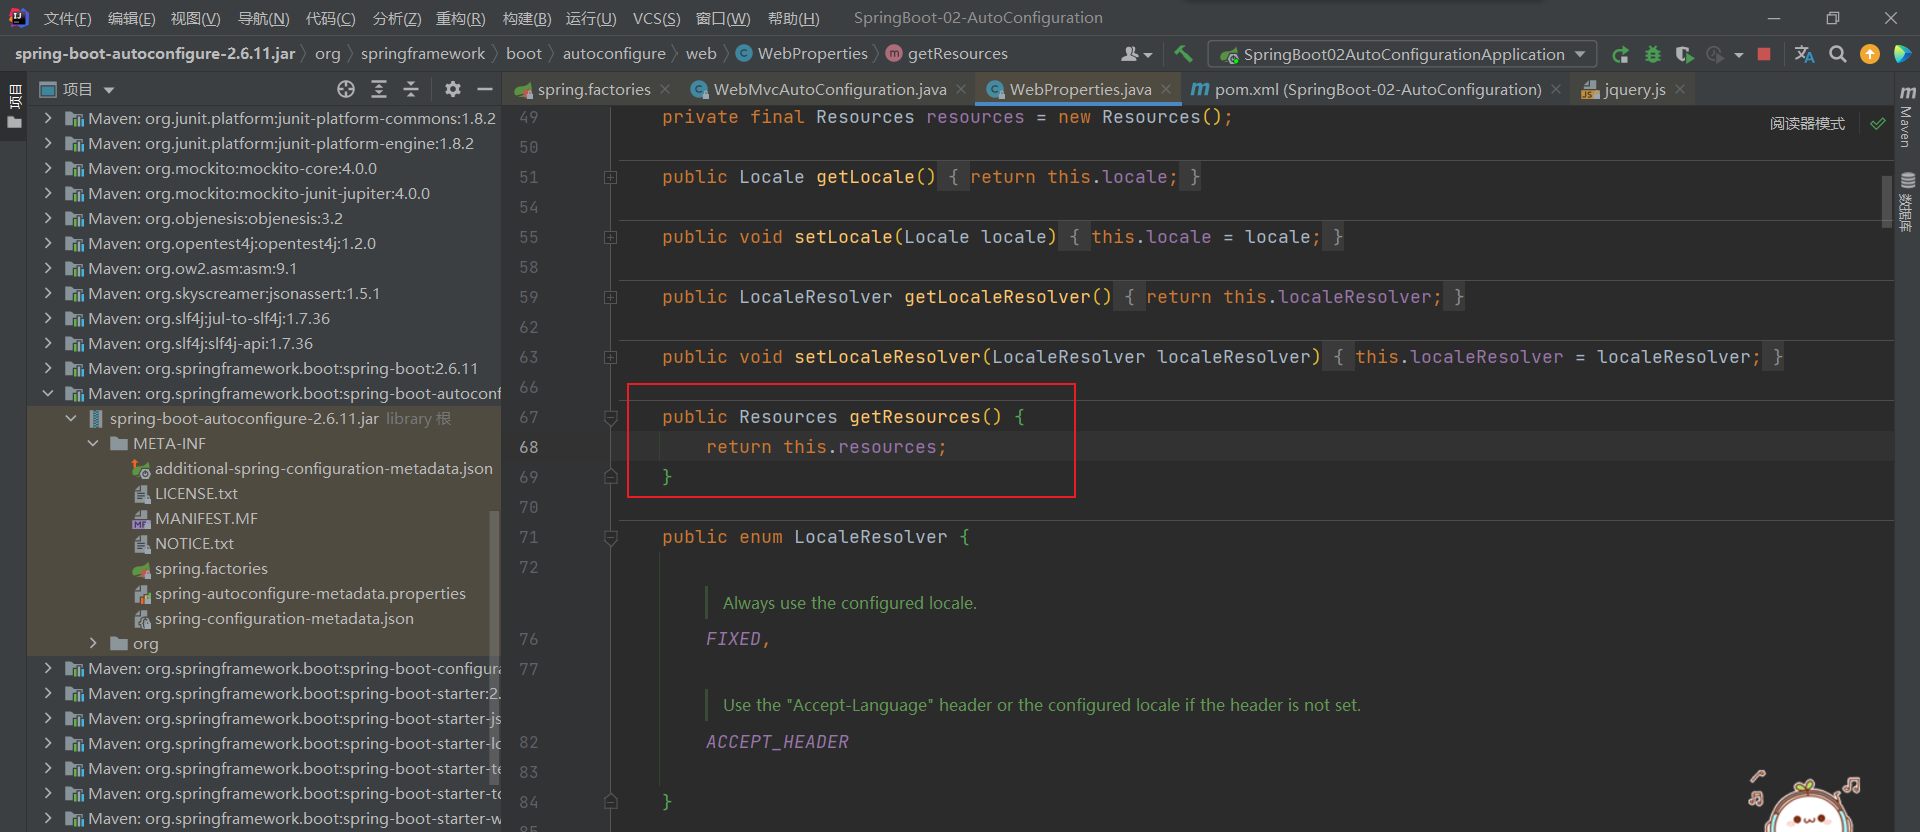 文件(F) 编辑(E) 视图(V) 导航(N) 代码(C) 分析(Z) 重构(R) 构建(B) 运行(U) VCS(S) 窗口(W) 帮助(H) SpringBoot-02-AutoConfiguration
spring-boot-autoconfigure-2.6.11.jar org springframework boot autoconfigure web WebProperties getResources SpringBoot02AutoConfigurationApplication
项目
项目
spring.factories WebMvcAutoConfiguration.java WebProperties.java pom.xml (SpringBoot-02-AutoConfiguration) jquery.js
Maven: org.junit.platform:junit-platform-commons:1.8.2
Maven: org.junit.platform:junit-platform-engine:1.8.2
Maven: org.mockito:mockito-core:4.0.0
Maven: org.mockito:mockito-junit-jupiter:4.0.0
Maven: org.objenesis:objenesis:3.2
Maven: org.opentest4j:opentest4j:1.2.0
Maven: org.ow2.asm:asm:9.1
Maven: org.skyscreamer:jsonassert:1.5.1
Maven: org.slf4j:jul-to-slf4j:1.7.36
Maven: org.slf4j:slf4j-api:1.7.36
Maven: org.springframework.boot:spring-boot:2.6.11
Maven: org.springframework.boot:spring-boot-autoconf
spring-boot-autoconfigure-2.6.11.jar library 根
META-INF
additional-spring-configuration-metadata.json
LICENSE.txt
MANIFEST.MF
NOTICE.txt
spring.factories
spring-autoconfigure-metadata.properties
spring-configuration-metadata.json
org
Maven: org.springframework.boot:spring-boot-configura
Maven: org.springframework.boot:spring-boot-starter:2.
Maven: org.springframework.boot:spring-boot-starter-js
Maven: org.springframework.boot:spring-boot-starter-lo
Maven: org.springframework.boot:spring-boot-starter-te
Maven: org.springframework.boot:spring-boot-starter-to
Maven: org.springframework.boot:spring-boot-starter-w
49 private final Resources resources = new Resources();
阅读器模式
50
51 public Locale getLocale() { return this.locale; }
54
55 public void setLocale(Locale locale) { this.locale = locale; }
58
59 public LocaleResolver getLocaleResolver() { return this.localeResolver; }
62
63 public void setLocaleResolver(LocaleResolver localeResolver) { this.localeResolver = localeResolver; }
66
67 public Resources getResources() {
68 return this.resources;
69 }
70
71 public enum LocaleResolver {
72
Always use the configured locale.
76 FIXED,
77
Use the "Accept-Language" header or the configured locale if the header is not set.
82 ACCEPT_HEADER
83
84 }
85
Maven
数据库